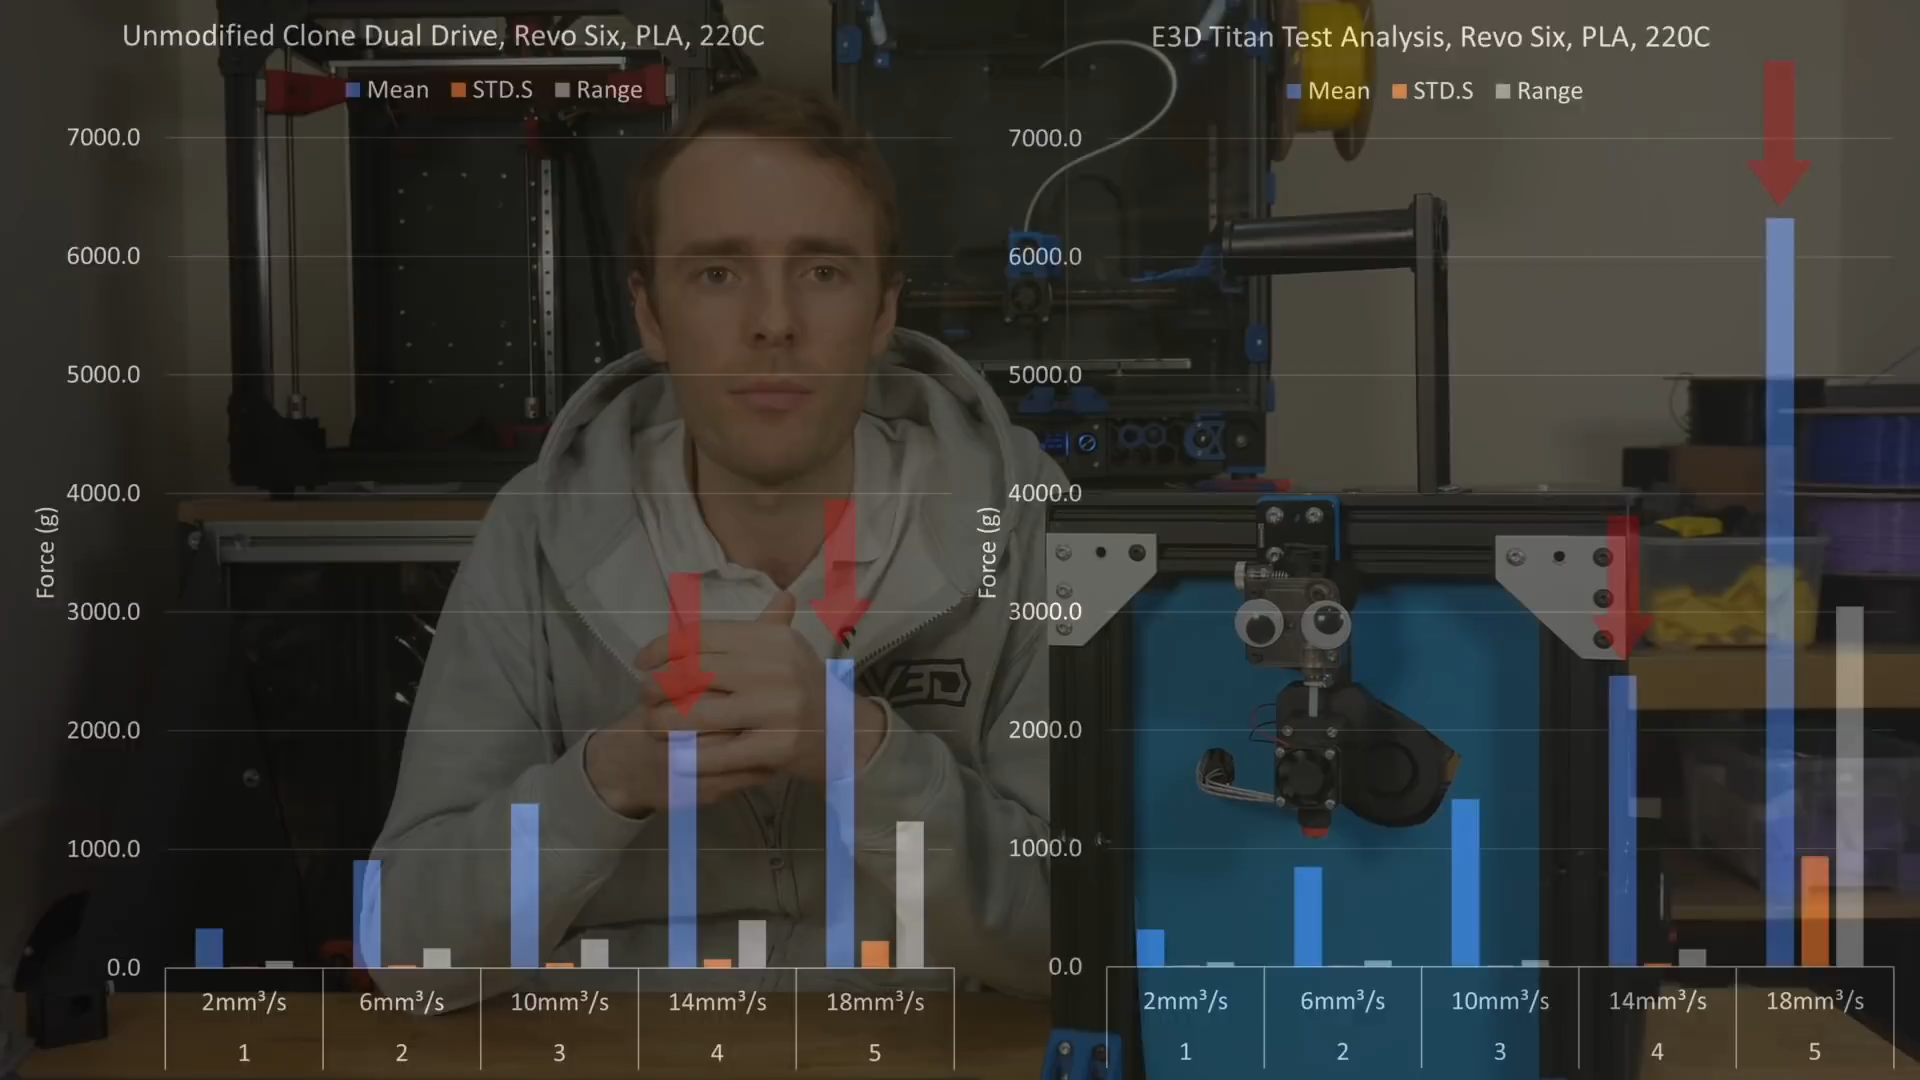 Unmodified Clone Dual Drive, Revo Six, PLA, 220C
Mean STD.S Range
7000.0
6000.0
5000.0
4000.0
3000.0
2000.0
1000.0
0.0
Force (g)
2mm³/s 6mm³/s 10mm³/s 14mm³/s 18mm³/s
1 2 3 4 5
E3D Titan Test Analysis, Revo Six, PLA, 220C
Mean STD.S Range
7000.0
6000.0
5000.0
4000.0
3000.0
2000.0
1000.0
0.0
Force (g)
2mm³/s 6mm³/s 10mm³/s 14mm³/s 18mm³/s
1 2 3 4 5